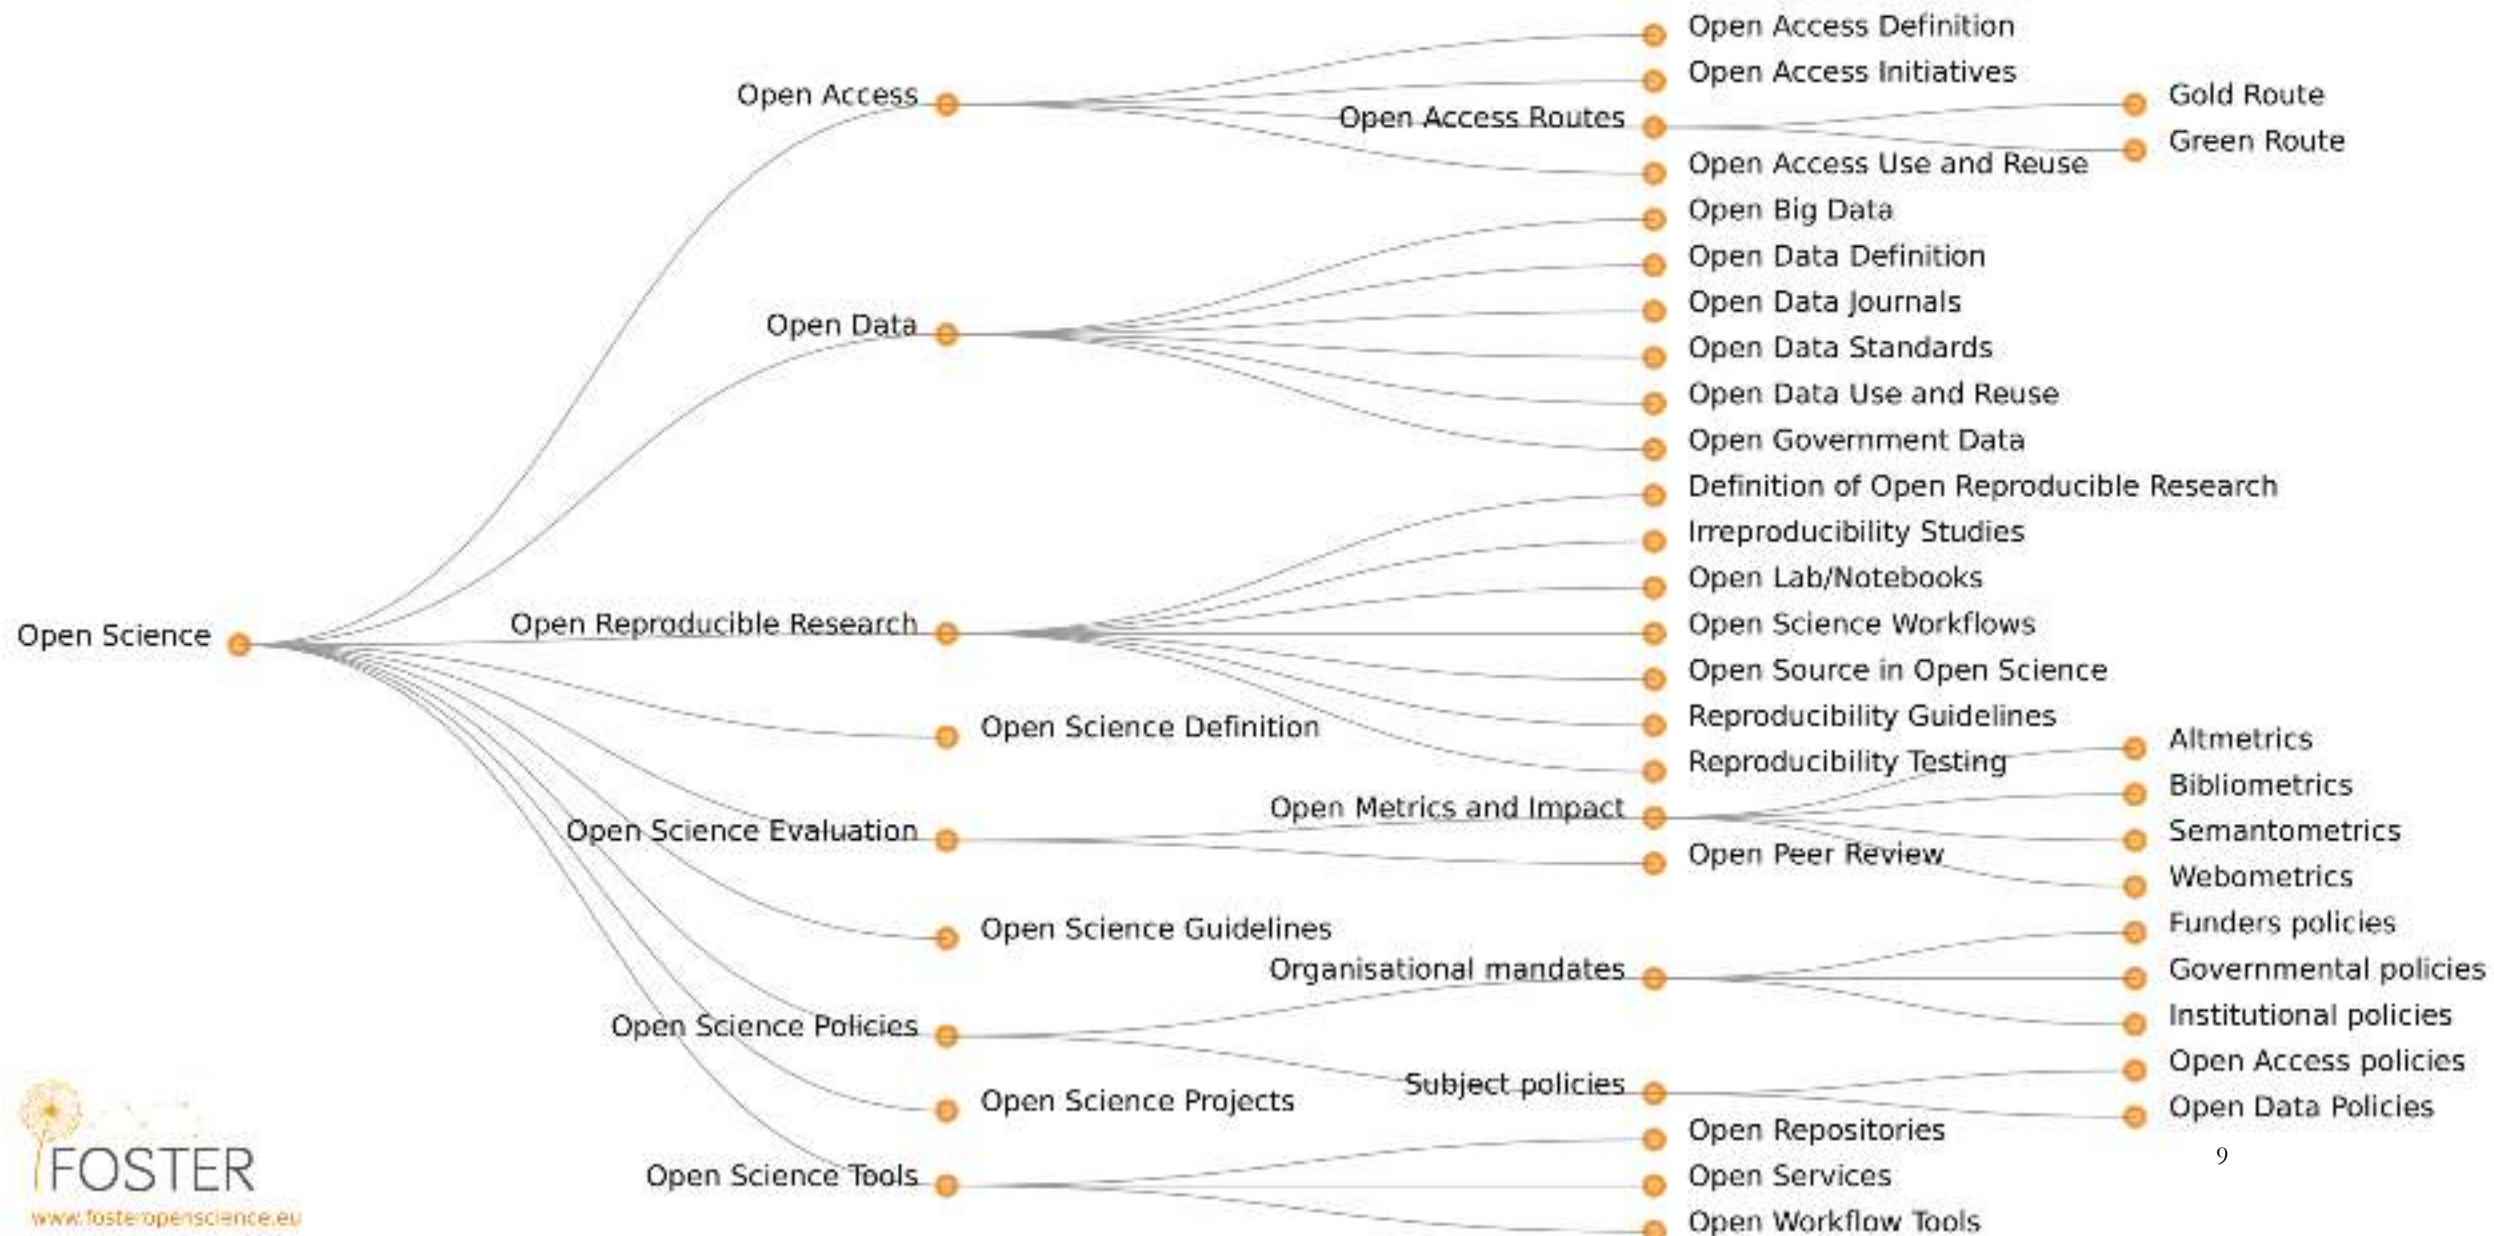 Open Access Definition
Open Access Initiatives
Open Access
Gold Route
Open Access Routes
Green Route
Open Access Use and Reuse
Open Big Data
Open Data Definition
Open Data Journals
Open Data
Open Data Standards
Open Data Use and Reuse
Open Government Data
Definition of Open Reproducible Research
Irreproducibility Studies
Open Lab/Notebooks
Open Science
Open Reproducible Research
Open Science Workflows
Open Source in Open Science
Reproducibility Guidelines
Open Science Definition
Altmetrics
Reproducibility Testing
Bibliometrics
Open Metrics and Impact
Open Science Evaluation
Semantometrics
Open Peer Review
Webometrics
Open Science Guidelines
Funders policies
Organisational mandates
Governmental policies
Institutional policies
Open Science Policies
Open Access policies
Subject policies
Open Science Projects
Open Data Policies
Open Repositories
9
Open Science Tools
Open Services
Open Workflow Tools
FOSTER
www.fosteropenscience.eu